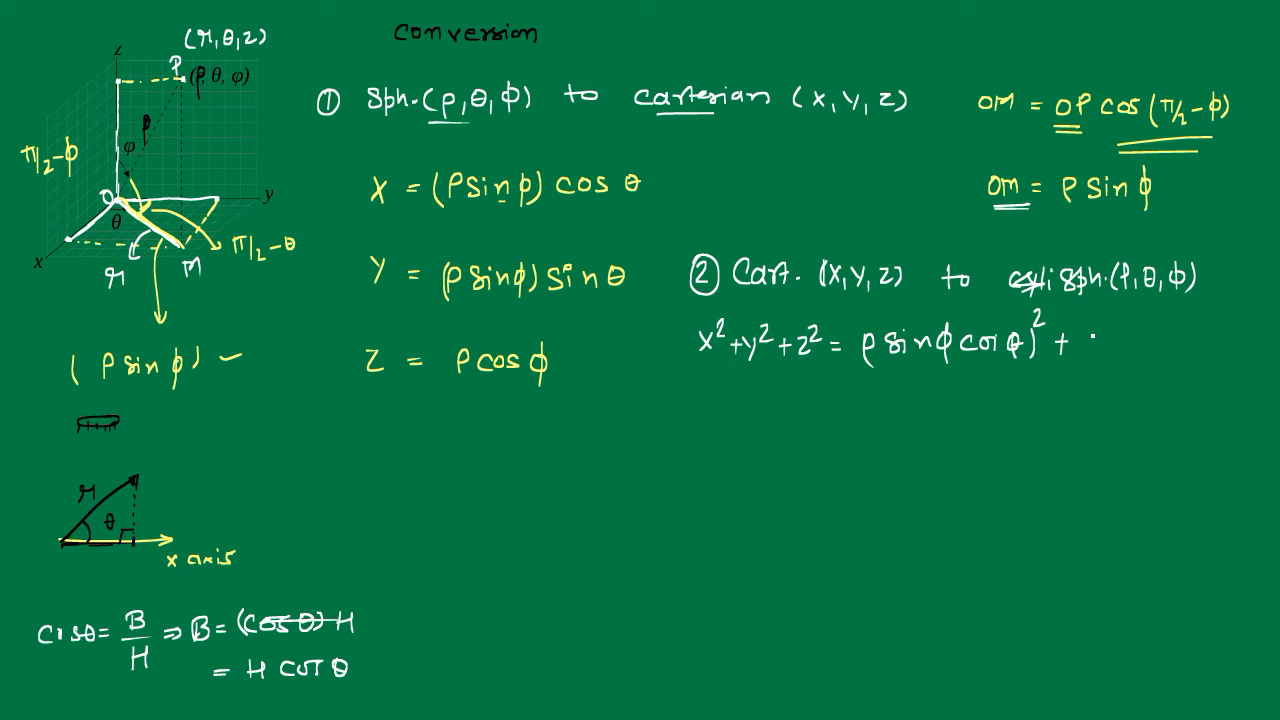 conversion
(r, θ, z)
z
P (ρ, θ, φ)
ρ
φ
π/2-φ
O
θ
y
x
r
M
π/2-θ
(ρ sin φ)
① Sph. (ρ, θ, φ) to cartesian (x, y, z)
x = (ρ sin φ) cos θ
y = (ρ sin φ) sin θ
z = ρ cos φ
OM = OP cos (π/2 - φ)
OM = ρ sin φ
② Cart. (x, y, z) to Sph. (ρ, θ, φ)
x² + y² + z² = ρ sin φ cos θ)² +
r
θ
x axis
cos θ = B/H ⇒ B = (cos θ) H
= H cos θ